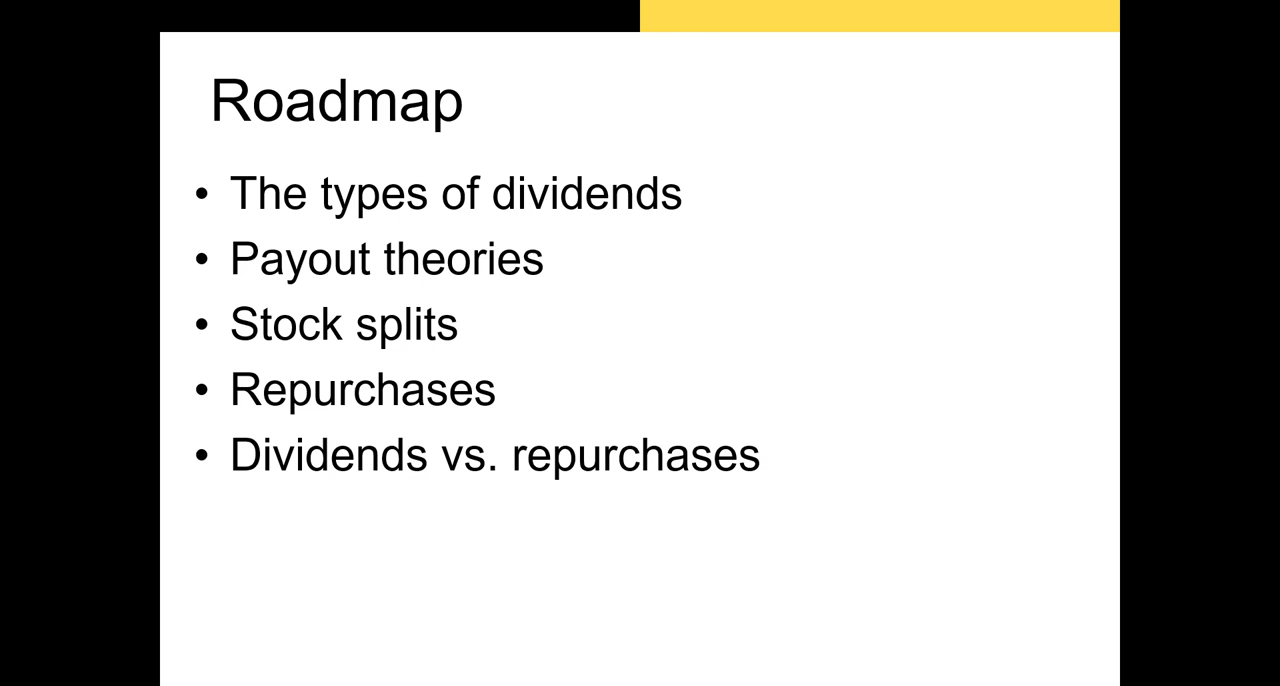 Roadmap
• The types of dividends
• Payout theories
• Stock splits
• Repurchases
• Dividends vs. repurchases